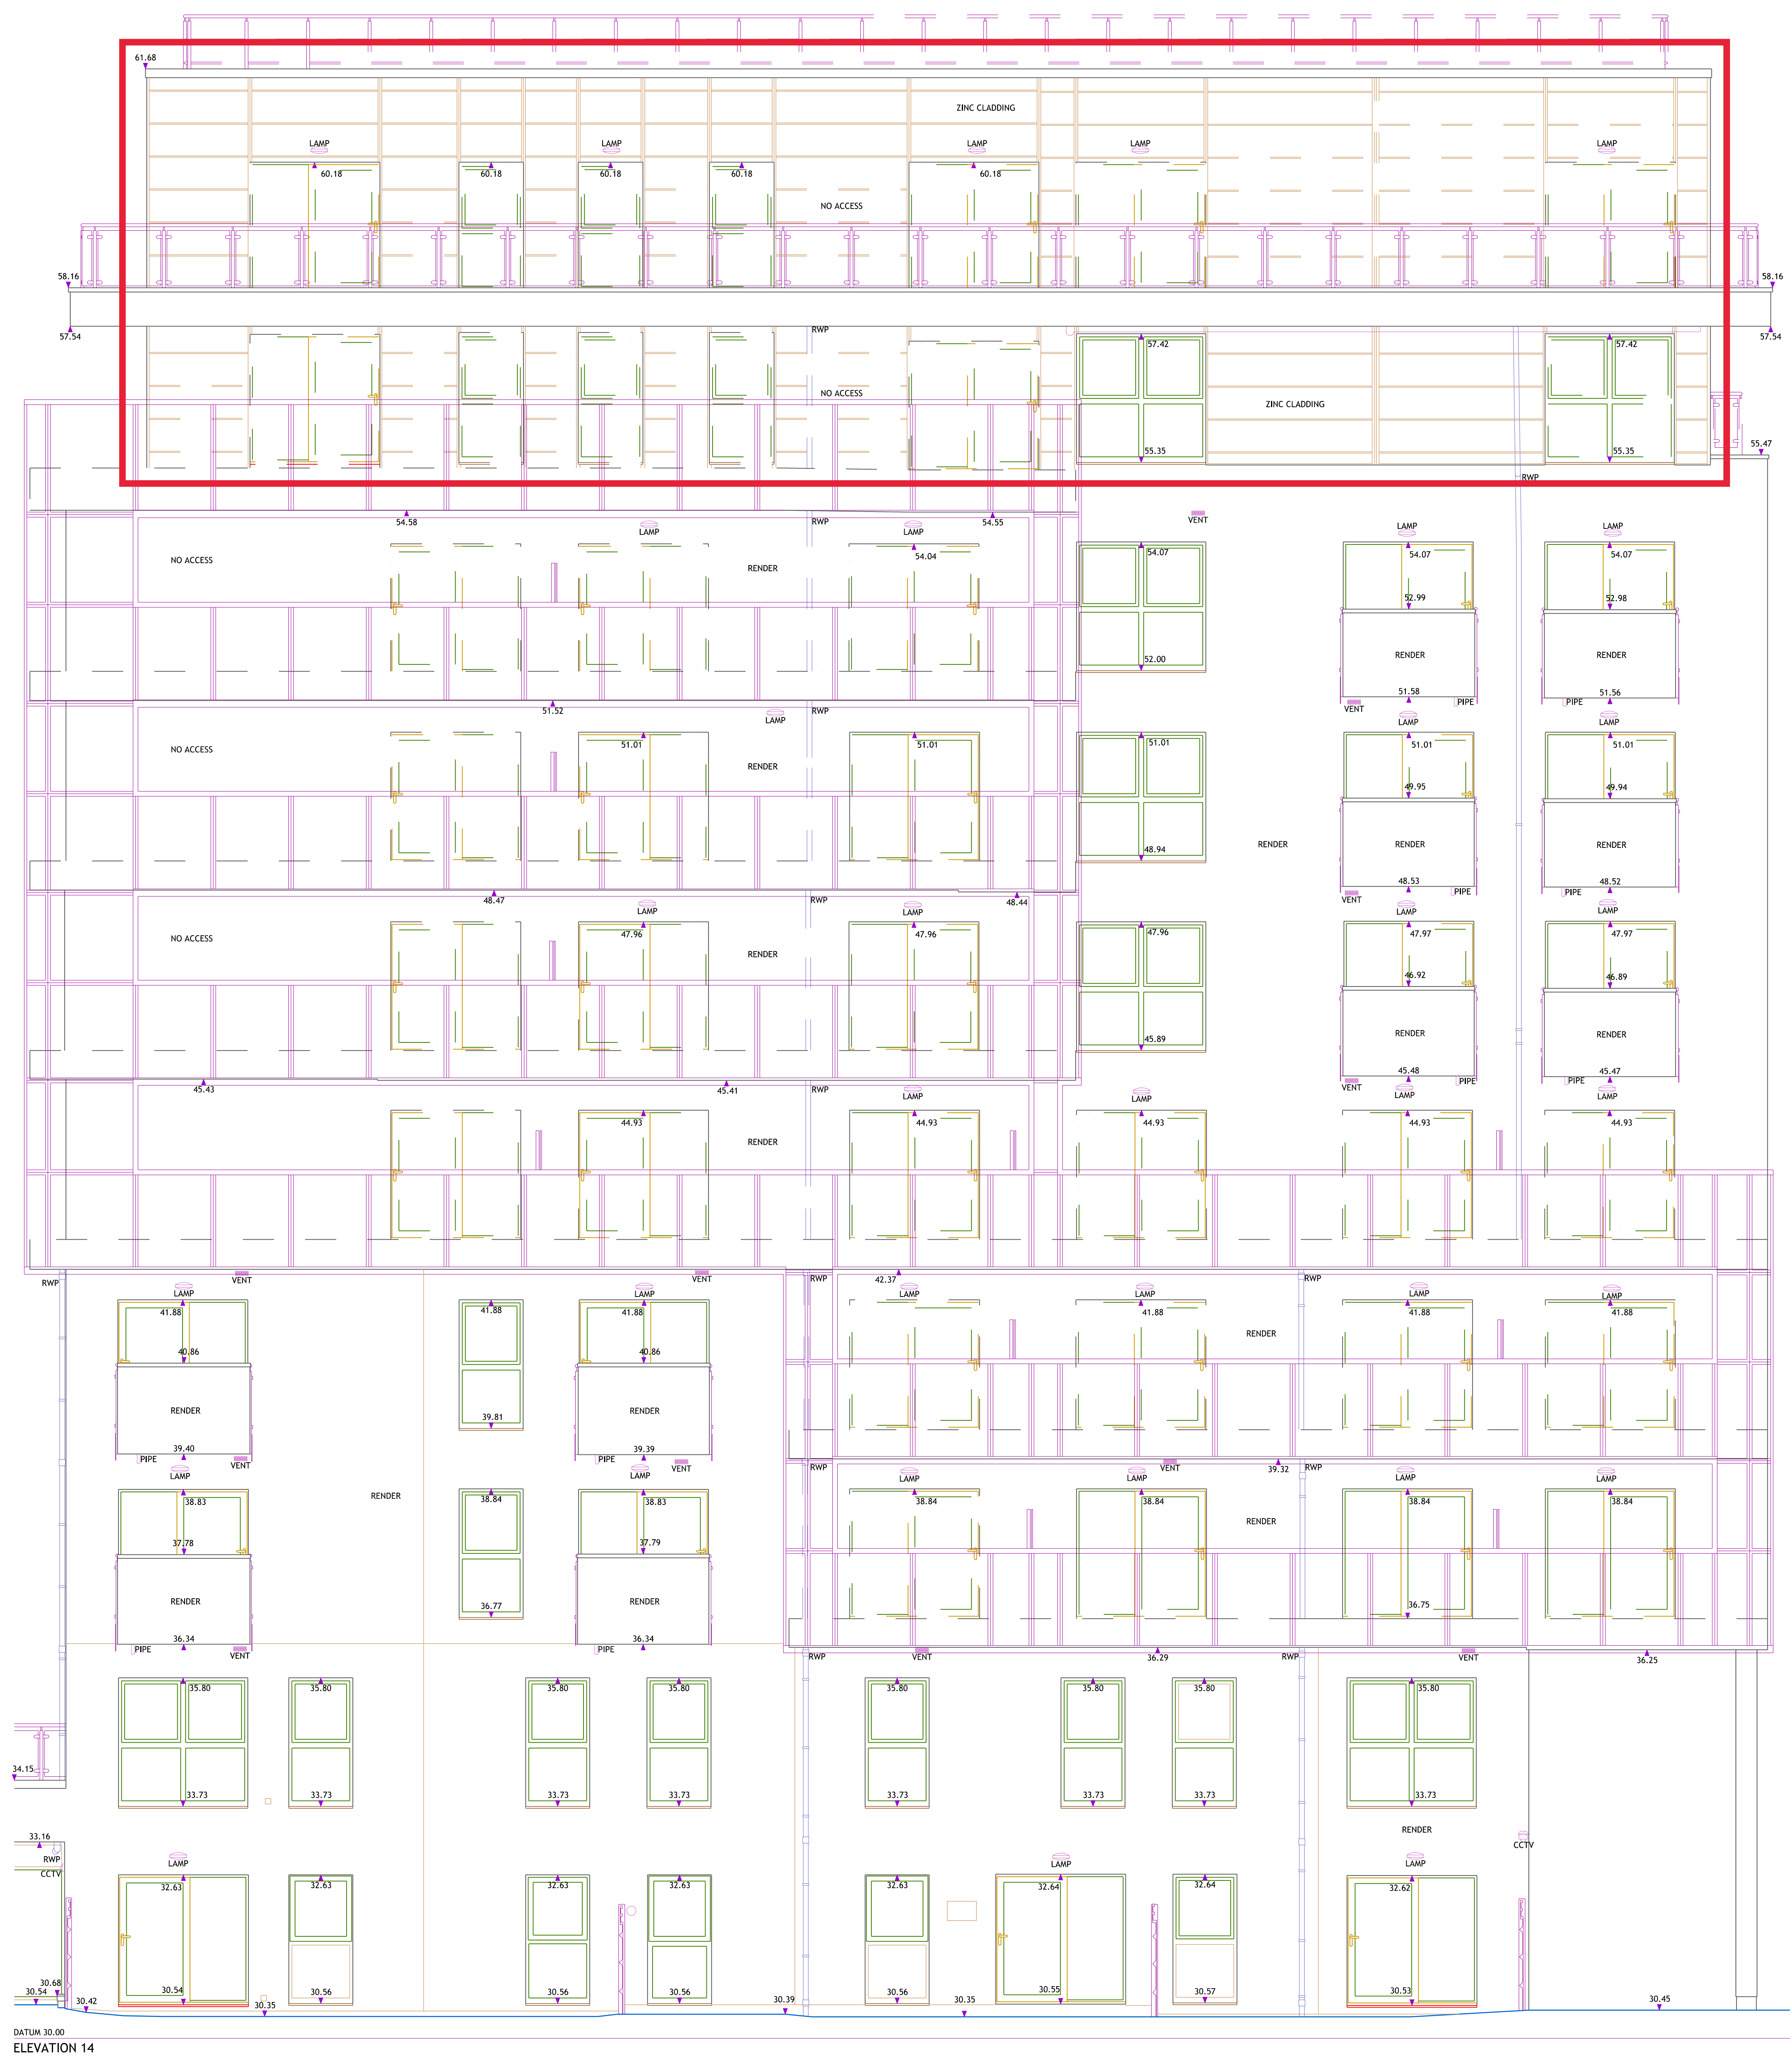 61.68
ZINC CLADDING
LAMP LAMP LAMP LAMP LAMP
60.18 60.18 60.18 60.18 60.18
NO ACCESS
58.16 58.16
57.54 RWP 57.54
57.42 57.42
NO ACCESS
ZINC CLADDING
55.47
55.35 55.35
RWP
VENT
54.58 RWP 54.55
LAMP LAMP LAMP LAMP
54.04 54.07 54.07 54.07
NO ACCESS RENDER
52.99 52.98
RENDER RENDER
52.00
51.58 51.56
VENT PIPE PIPE
51.52 RWP
LAMP LAMP LAMP
51.01 51.01 51.01 51.01 51.01
NO ACCESS RENDER
49.95 49.94
48.94 RENDER RENDER RENDER
48.53 48.52
VENT PIPE PIPE
48.47 RWP 48.44
LAMP LAMP LAMP LAMP
47.96 47.96 47.96 47.97 47.97
NO ACCESS RENDER
46.92 46.89
45.89 RENDER RENDER
45.48 45.47
VENT PIPE PIPE
45.43 45.41 RWP
LAMP LAMP LAMP LAMP
44.93 44.93 44.93 44.93 44.93
RENDER
RWP VENT VENT RWP 42.37 RWP
LAMP LAMP LAMP LAMP LAMP LAMP
41.88 41.88 41.88 41.88 41.88 41.88
RENDER
40.86 40.86
RENDER RENDER
39.81
39.40 39.39
PIPE VENT PIPE VENT RWP VENT 39.32 RWP
LAMP LAMP LAMP LAMP LAMP LAMP
38.83 38.84 38.83 38.84 38.84 38.84 38.84
RENDER RENDER
37.78 37.79
RENDER 36.77 RENDER 36.75
36.34 36.34
PIPE VENT PIPE RWP VENT 36.29 RWP VENT 36.25
35.80 35.80 35.80 35.80 35.80 35.80 35.80 35.80
34.15
33.73 33.73 33.73 33.73 33.73 33.73 33.73 33.73
RENDER
33.16
RWP CCTV
CCTV LAMP LAMP LAMP
32.63 32.63 32.63 32.63 32.63 32.64 32.64 32.62
30.68
30.54 30.54 30.56 30.56 30.56 30.56 30.55 30.57 30.53
30.42 30.35 30.39 30.35 30.45
DATUM 30.00
ELEVATION 14